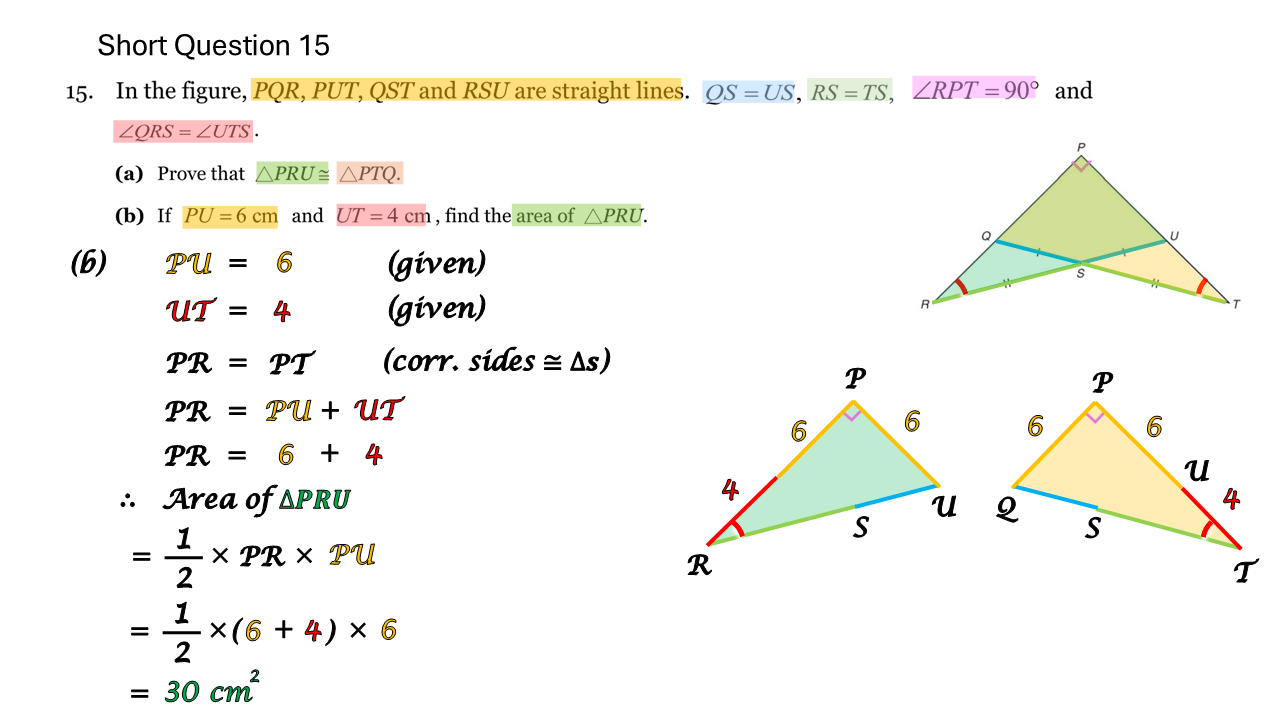 Short Question 15
15. In the figure, PQR, PUT, QST and RSU are straight lines. QS = US, RS = TS, ∠RPT = 90° and
∠QRS = ∠UTS.
(a) Prove that △PRU ≅ △PTQ.
(b) If PU = 6 cm and UT = 4 cm, find the area of △PRU.
P
Q
U
S
R
T
(b) PU = 6 (given)
UT = 4 (given)
PR = PT (corr. sides ≅ Δs)
PR = PU + UT
PR = 6 + 4
∴ Area of ΔPRU
= 1/2 × PR × PU
= 1/2 ×(6 + 4) × 6
= 30 cm²
P
6
6
4
U
S
R
P
6
6
U
4
Q
S
T